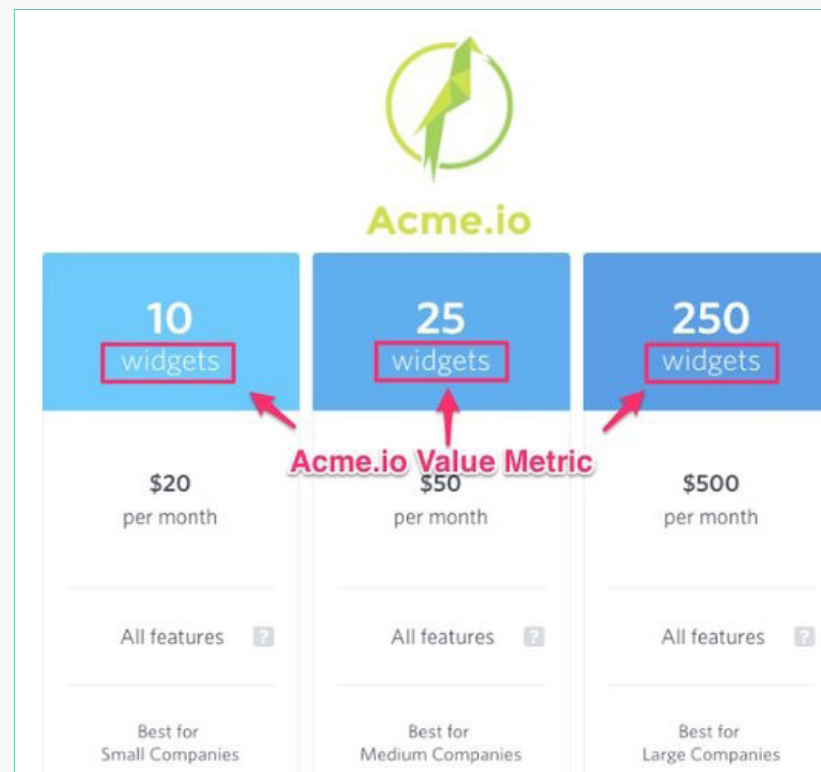 Acme.io
10
widgets
25
widgets
250
widgets
Acme.io Value Metric
$20
per month
$50
per month
$500
per month
All features ?
All features ?
All features ?
Best for
Small Companies
Best for
Medium Companies
Best for
Large Companies